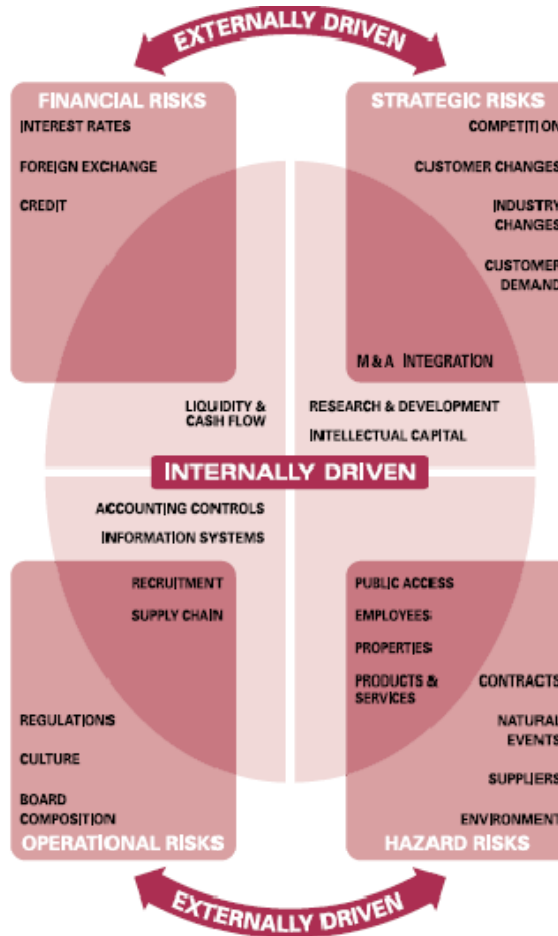 EXTERNALLY DRIVEN
FINANCIAL RISKS
INTEREST RATES
FOREIGN EXCHANGE
CREDIT
STRATEGIC RISKS
COMPETITION
CUSTOMER CHANGES
INDUSTRY
CHANGES
CUSTOMER
DEMAND
M & A INTEGRATION
LIQUIDITY &
CASH FLOW
RESEARCH & DEVELOPMENT
INTELLECTUAL CAPITAL
INTERNALLY DRIVEN
ACCOUNTING CONTROLS
INFORMATION SYSTEMS
RECRUITMENT
SUPPLY CHAIN
REGULATIONS
CULTURE
BOARD
COMPOSITION
OPERATIONAL RISKS
PUBLIC ACCESS
EMPLOYEES
PROPERTIES
PRODUCTS &
SERVICES
CONTRACTS
NATURAL
EVENTS
SUPPLIERS
ENVIRONMENT
HAZARD RISKS
EXTERNALLY DRIVEN